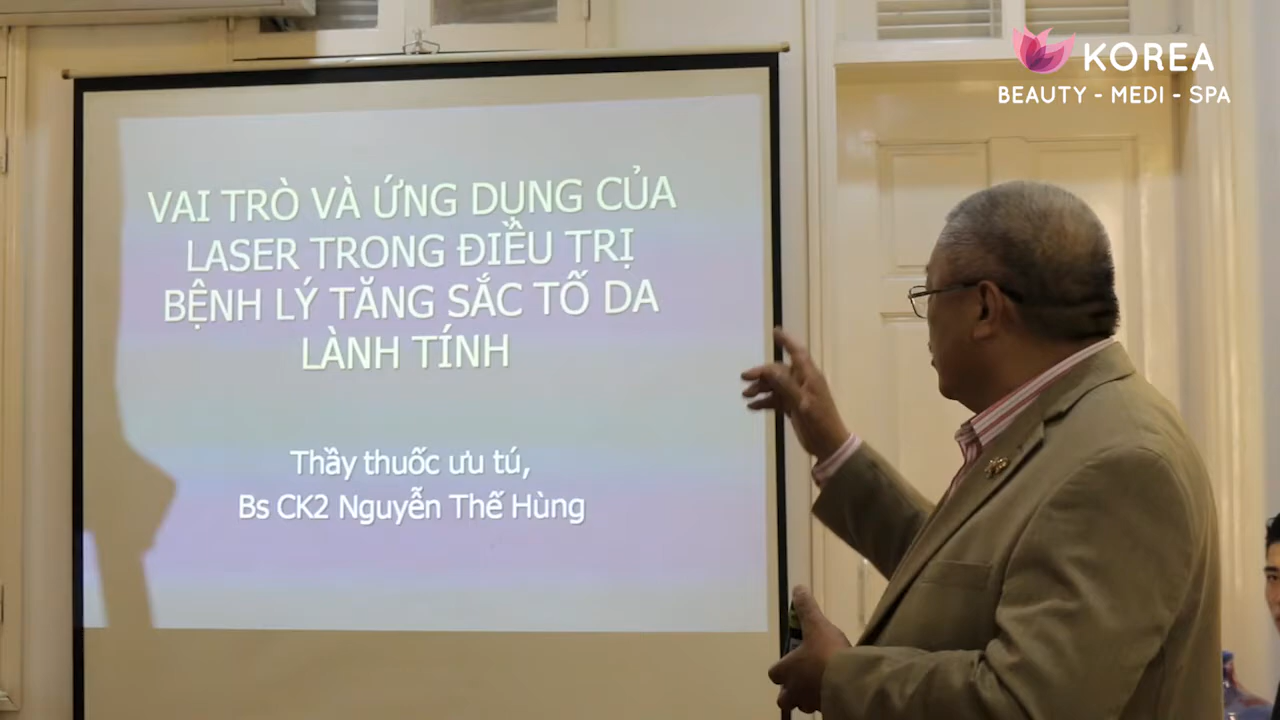 KOREA
BEAUTY - MEDI - SPA
VAI TRÒ VÀ ỨNG DỤNG CỦA
LASER TRONG ĐIỀU TRỊ
BỆNH LÝ TĂNG SẮC TỐ DA
LÀNH TÍNH
Thầy thuốc ưu tú,
Bs CK2 Nguyễn Thế Hùng